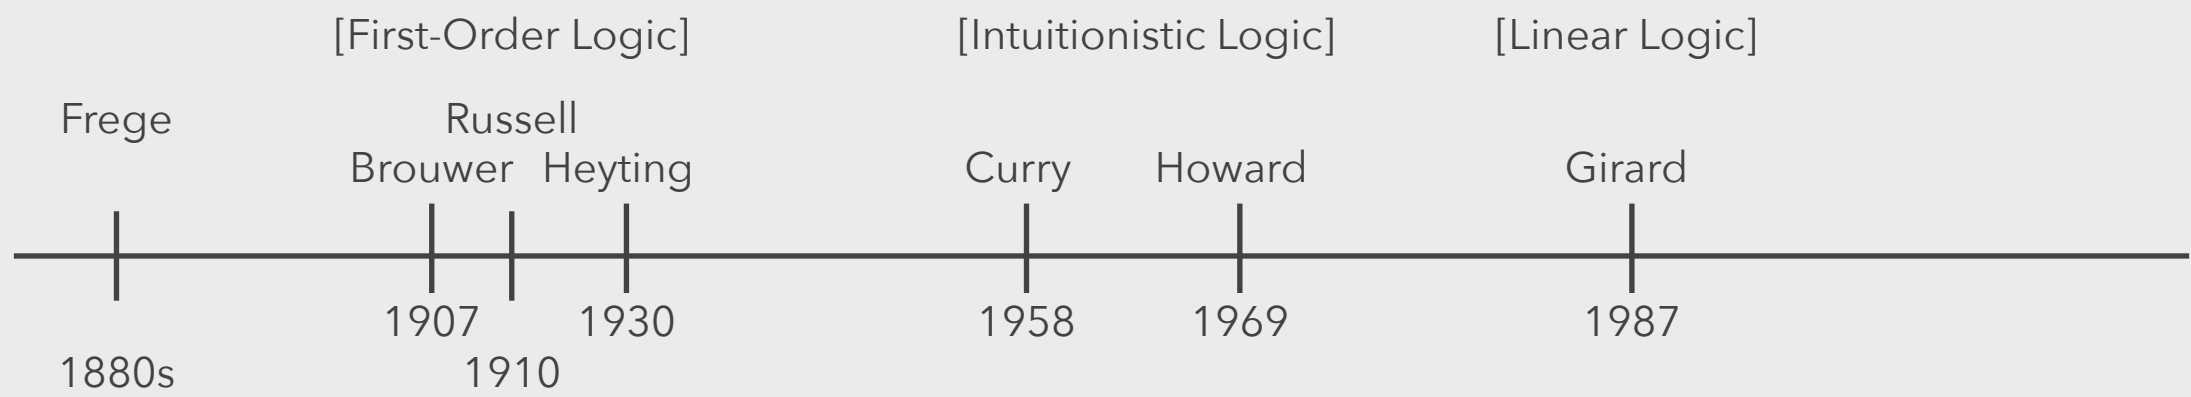 [First-Order Logic] [Intuitionistic Logic] [Linear Logic]
Frege Russell
Brouwer Heyting Curry Howard Girard
1907 1930 1958 1969 1987
1880s 1910